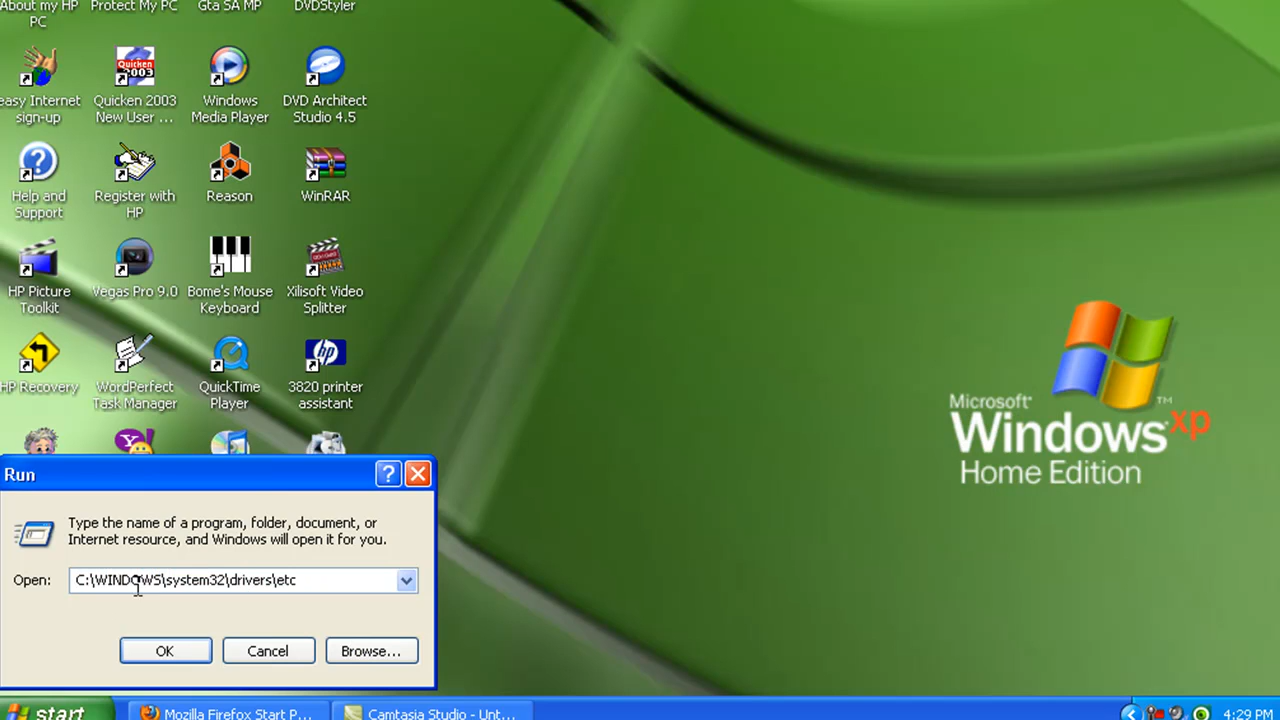 About my HP PC
Protect My PC
Gta SA MP
DVDStyler
easy Internet sign-up
Quicken 2003
Quicken 2003 New User ...
Windows Media Player
DVD Architect Studio 4.5
Help and Support
Register with HP
Reason
WinRAR
HP Picture Toolkit
Vegas Pro 9.0
Bome's Mouse Keyboard
Xilisoft Video Splitter
HP Recovery
WordPerfect Task Manager
QuickTime Player
hp
3820 printer assistant
Microsoft®
Windows xp ™
Home Edition
Run
Type the name of a program, folder, document, or
Internet resource, and Windows will open it for you.
Open: C:\WINDOWS\system32\drivers\etc
OK Cancel Browse...
start Mozilla Firefox Start P... Camtasia Studio - Unt... 4:29 PM